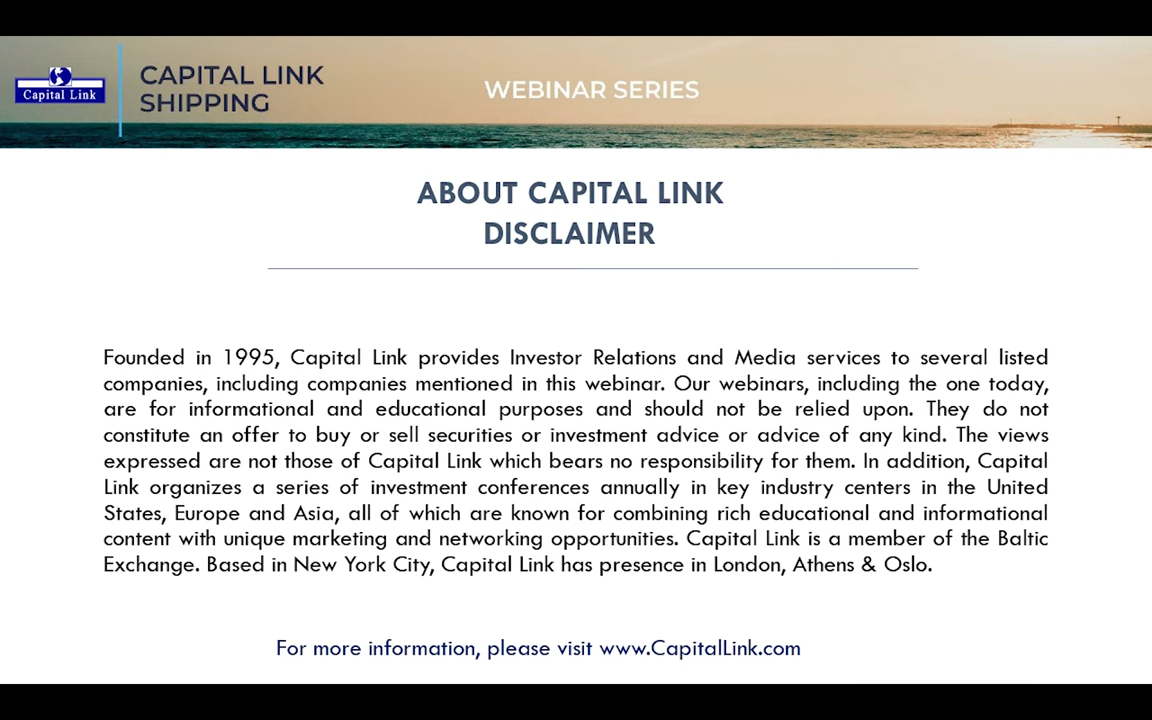 Capital Link
CAPITAL LINK
SHIPPING
WEBINAR SERIES
ABOUT CAPITAL LINK
DISCLAIMER
Founded in 1995, Capital Link provides Investor Relations and Media services to several listed
companies, including companies mentioned in this webinar. Our webinars, including the one today,
are for informational and educational purposes and should not be relied upon. They do not
constitute an offer to buy or sell securities or investment advice or advice of any kind. The views
expressed are not those of Capital Link which bears no responsibility for them. In addition, Capital
Link organizes a series of investment conferences annually in key industry centers in the United
States, Europe and Asia, all of which are known for combining rich educational and informational
content with unique marketing and networking opportunities. Capital Link is a member of the Baltic
Exchange. Based in New York City, Capital Link has presence in London, Athens & Oslo.
For more information, please visit www.CapitalLink.com